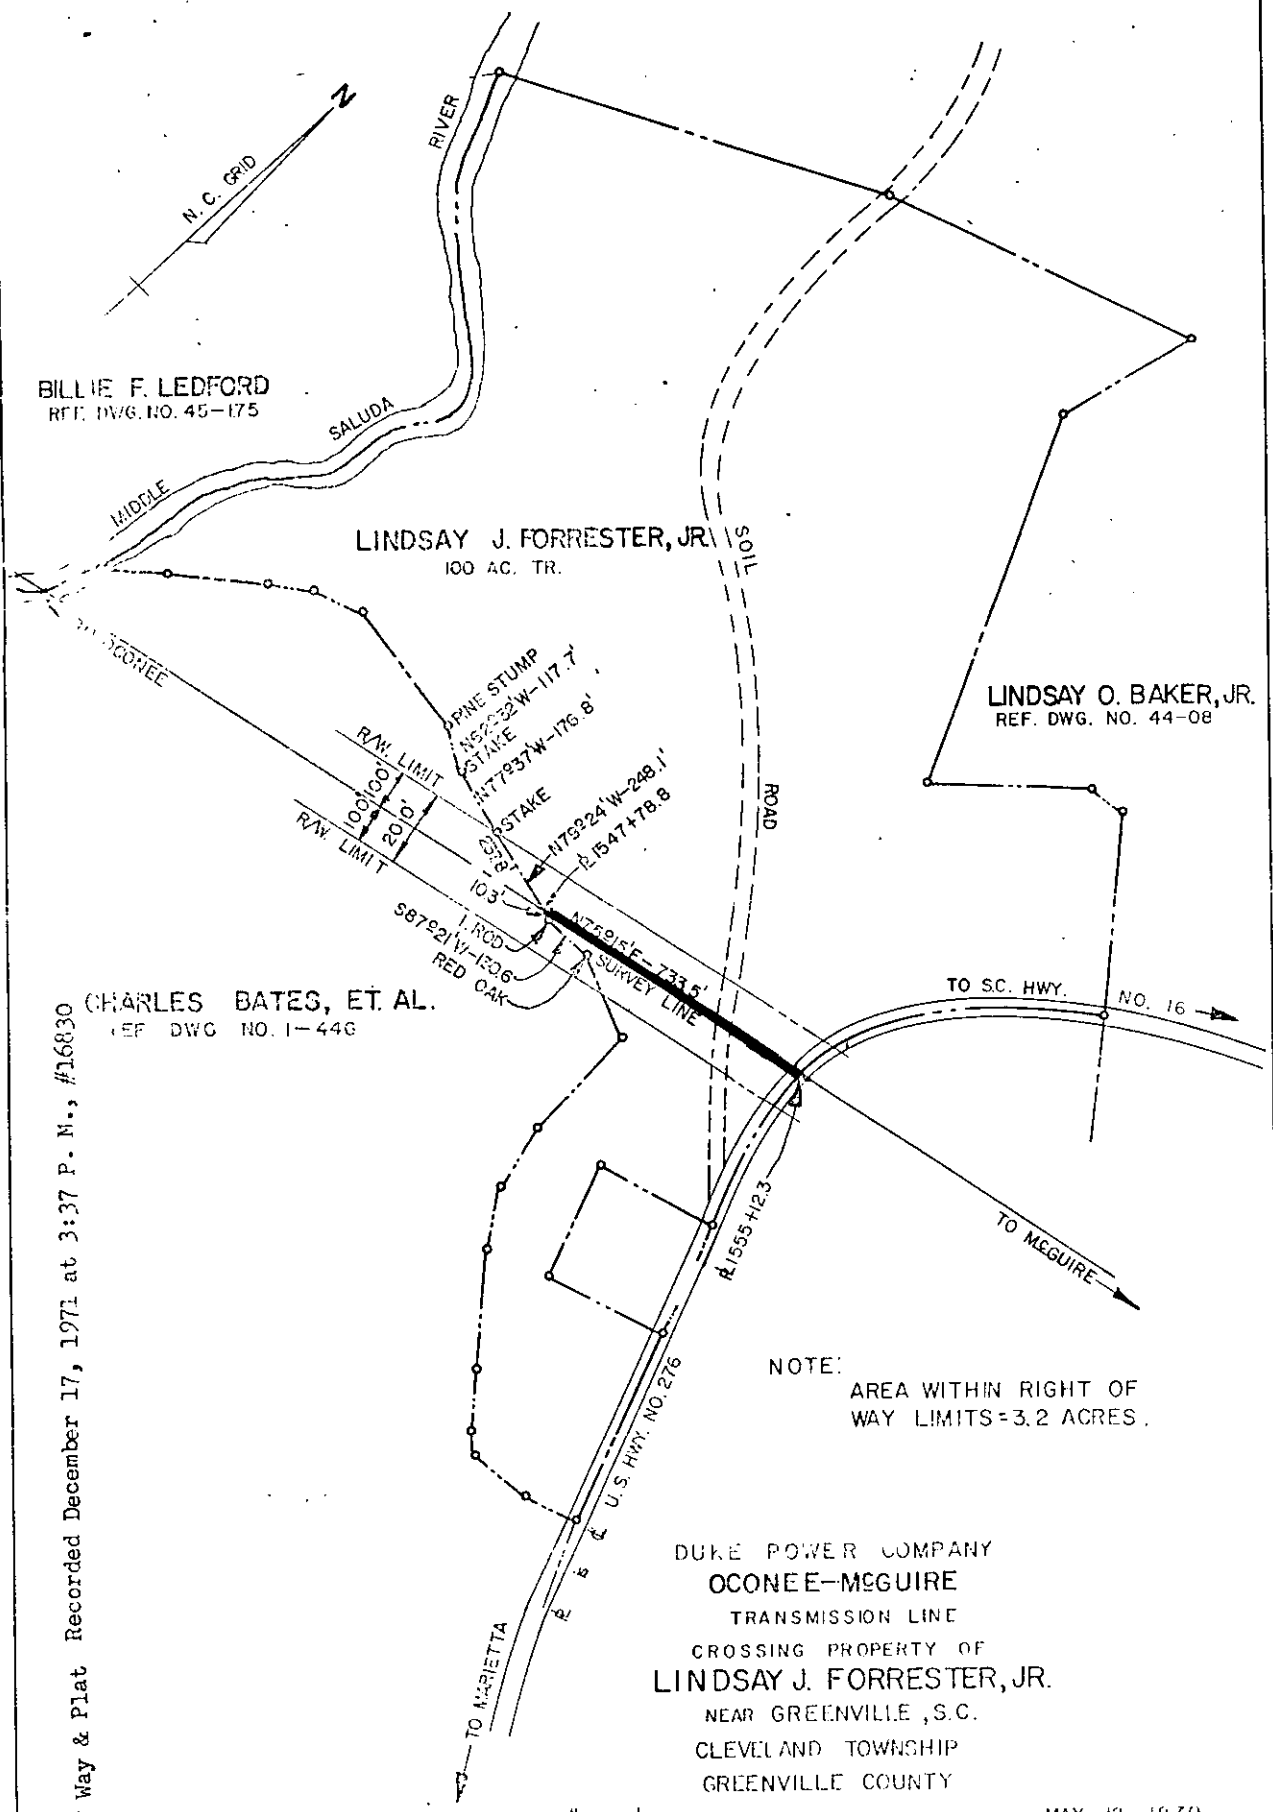 N
N. C. GRID
RIVER
BILLIE F. LEDFORD
REF. DWG. NO. 45-175
SALUDA
MIDDLE
LINDSAY J. FORRESTER, JR.
100 AC. TR.
SOIL
ROAD
OCONEE
PINE STUMP
N52°32'W-117.7'
STAKE
N77°37'W-176.8'
STAKE
N79°24'W-248.1'
1547+78.8
R/W. LIMIT
100' 100'
200'
R/W. LIMIT
10.3'
I. ROD
S87°21'W-120.6'
RED OAK
N75°15'E-733.5'
SURVEY LINE
LINDSAY O. BAKER, JR.
REF. DWG. NO. 44-08
CHARLES BATES, ET. AL.
REF DWG NO. 1-446
TO S.C. HWY. NO. 16
1555+12.3
TO McGUIRE
U.S. HWY. NO. 276
TO MARIETTA
NOTE:
AREA WITHIN RIGHT OF
WAY LIMITS=3.2 ACRES.
DUKE POWER COMPANY
OCONEE-McGUIRE
TRANSMISSION LINE
CROSSING PROPERTY OF
LINDSAY J. FORRESTER, JR.
NEAR GREENVILLE, S.C.
CLEVELAND TOWNSHIP
GREENVILLE COUNTY
Way & Plat Recorded December 17, 1971 at 3:37 P. M., #16830